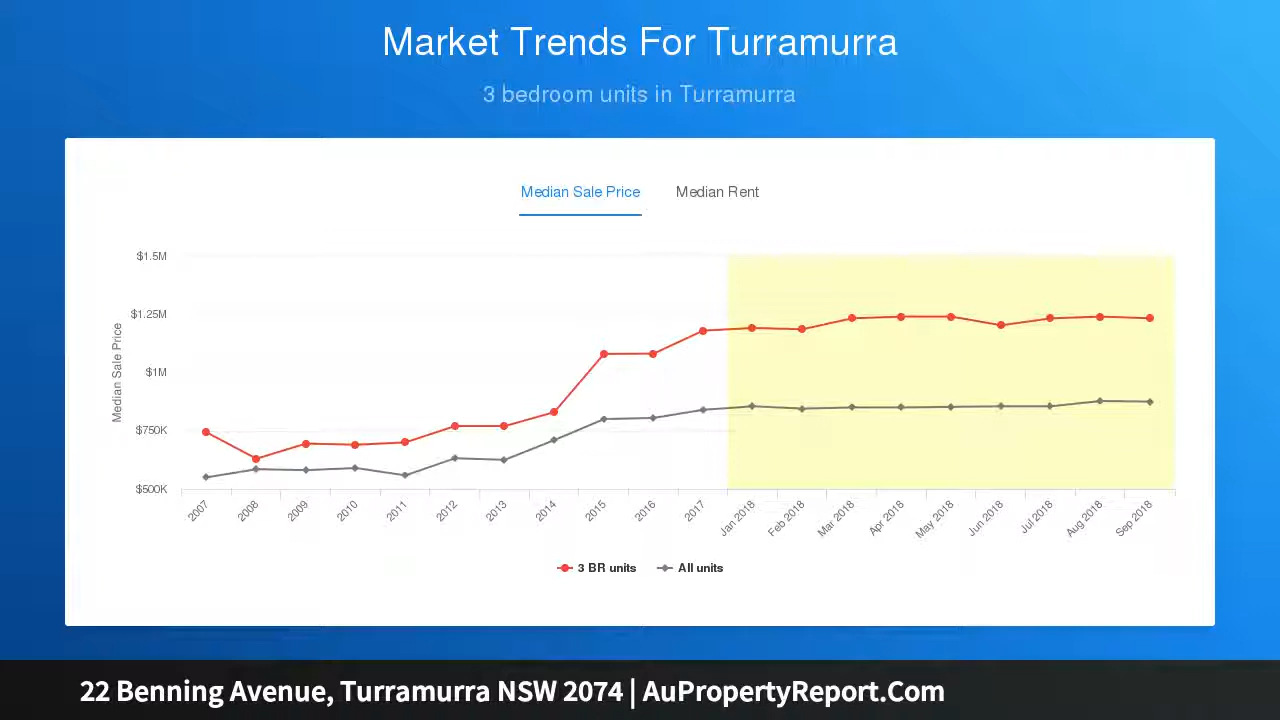 Market Trends For Turramurra
3 bedroom units in Turramurra
Median Sale Price
Median Rent
Median Sale Price
$1.5M
$1.25M
$1M
$750K
$500K
2007
2008
2009
2010
2011
2012
2013
2014
2015
2016
2017
Jan 2018
Feb 2018
Mar 2018
Apr 2018
May 2018
Jun 2018
Jul 2018
Aug 2018
Sep 2018
3 BR units
All units
22 Benning Avenue, Turramurra NSW 2074 | AuPropertyReport.Com